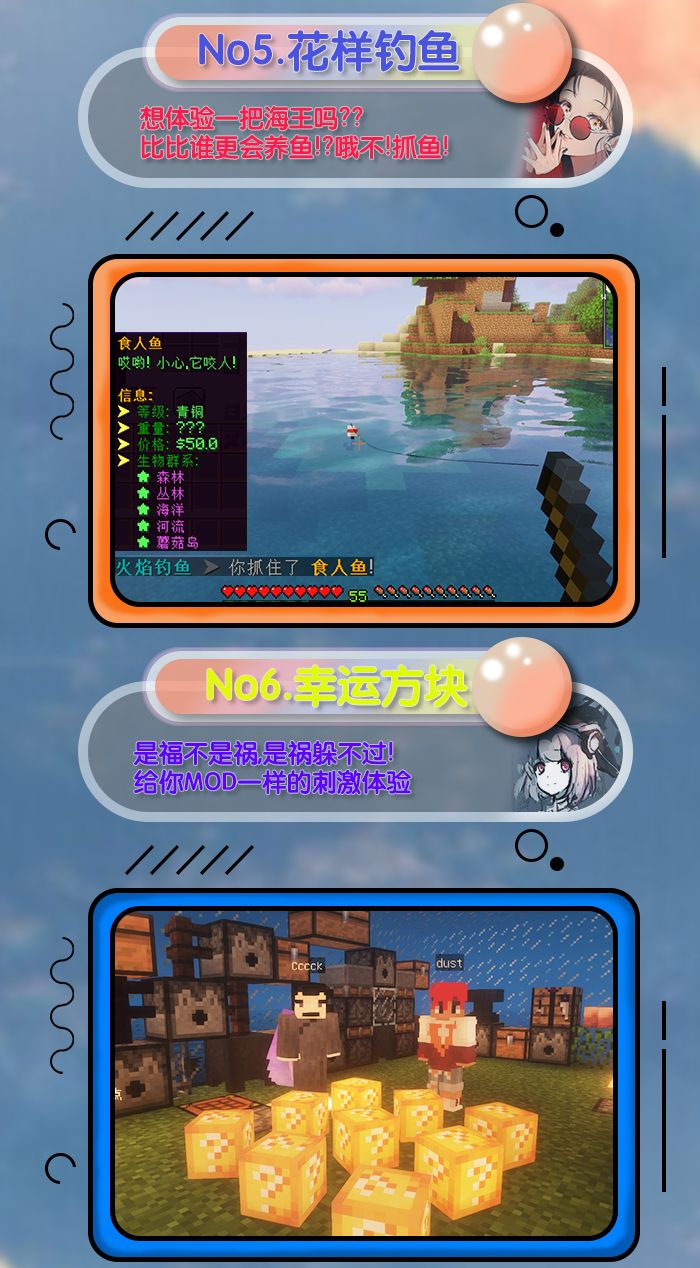 No5.花样钓鱼
想体验一把海王吗??
比比谁更会养鱼!?哦不!抓鱼!
食人鱼
哎哟! 小心,它咬人!
信息:
➤ 等级: 青铜
➤ 重量: ???
➤ 价格: $50.0
➤ 生物群系:
森林
丛林
海洋
河流
蘑菇岛
火焰钓鱼 ➤ 你抓住了 食人鱼!
55
No6.幸运方块
是福不是祸,是祸躲不过!
给你MOD一样的刺激体验
Cccck
dust
点